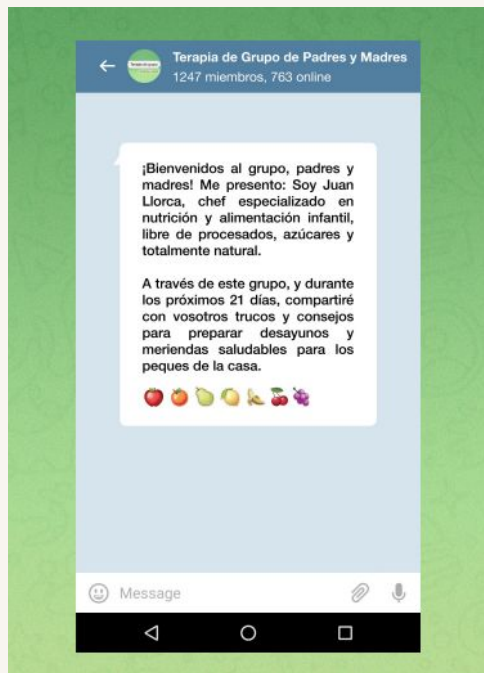 Terapia de Grupo de Padres y Madres
1247 miembros, 763 online
¡Bienvenidos al grupo, padres y
madres! Me presento: Soy Juan
Llorca, chef especializado en
nutrición y alimentación infantil,
libre de procesados, azúcares y
totalmente natural.
A través de este grupo, y durante
los próximos 21 días, compartiré
con vosotros trucos y consejos
para preparar desayunos y
meriendas saludables para los
peques de la casa.
Message